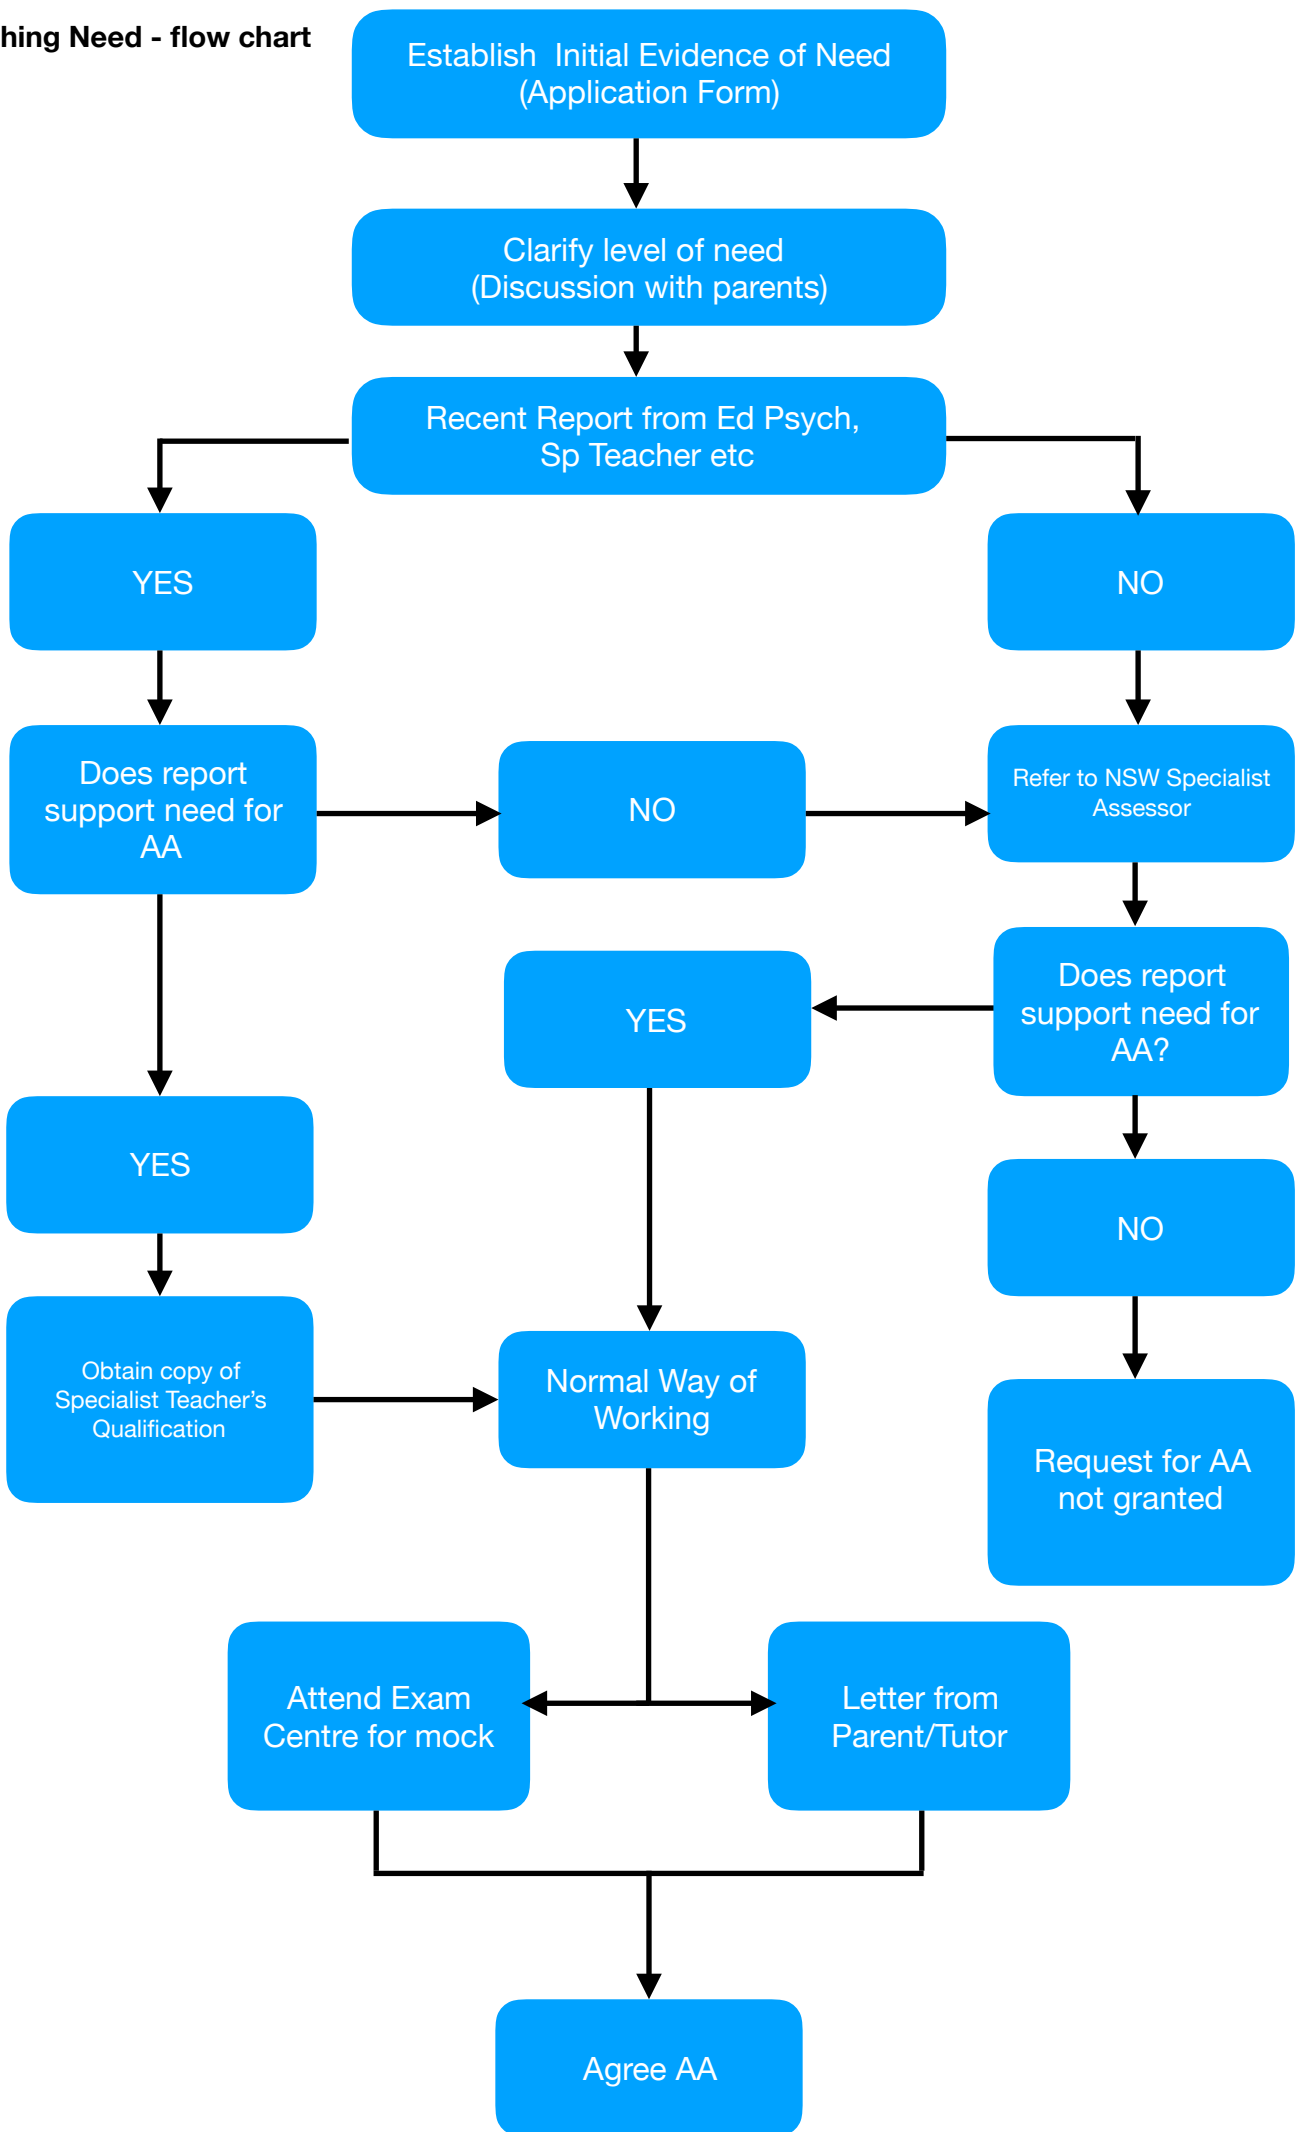 hing Need - flow chart
Establish  Initial Evidence of Need
(Application Form)
Clarify level of need
(Discussion with parents)
Recent Report from Ed Psych,
Sp Teacher etc
YES
NO
Does report
support need for
AA
NO
Refer to NSW Specialist
Assessor
YES
Does report
support need for
AA?
YES
NO
Obtain copy of
Specialist Teacher’s
Qualification
Normal Way of
Working
Request for AA
not granted
Attend Exam
Centre for mock
Letter from
Parent/Tutor
Agree AA